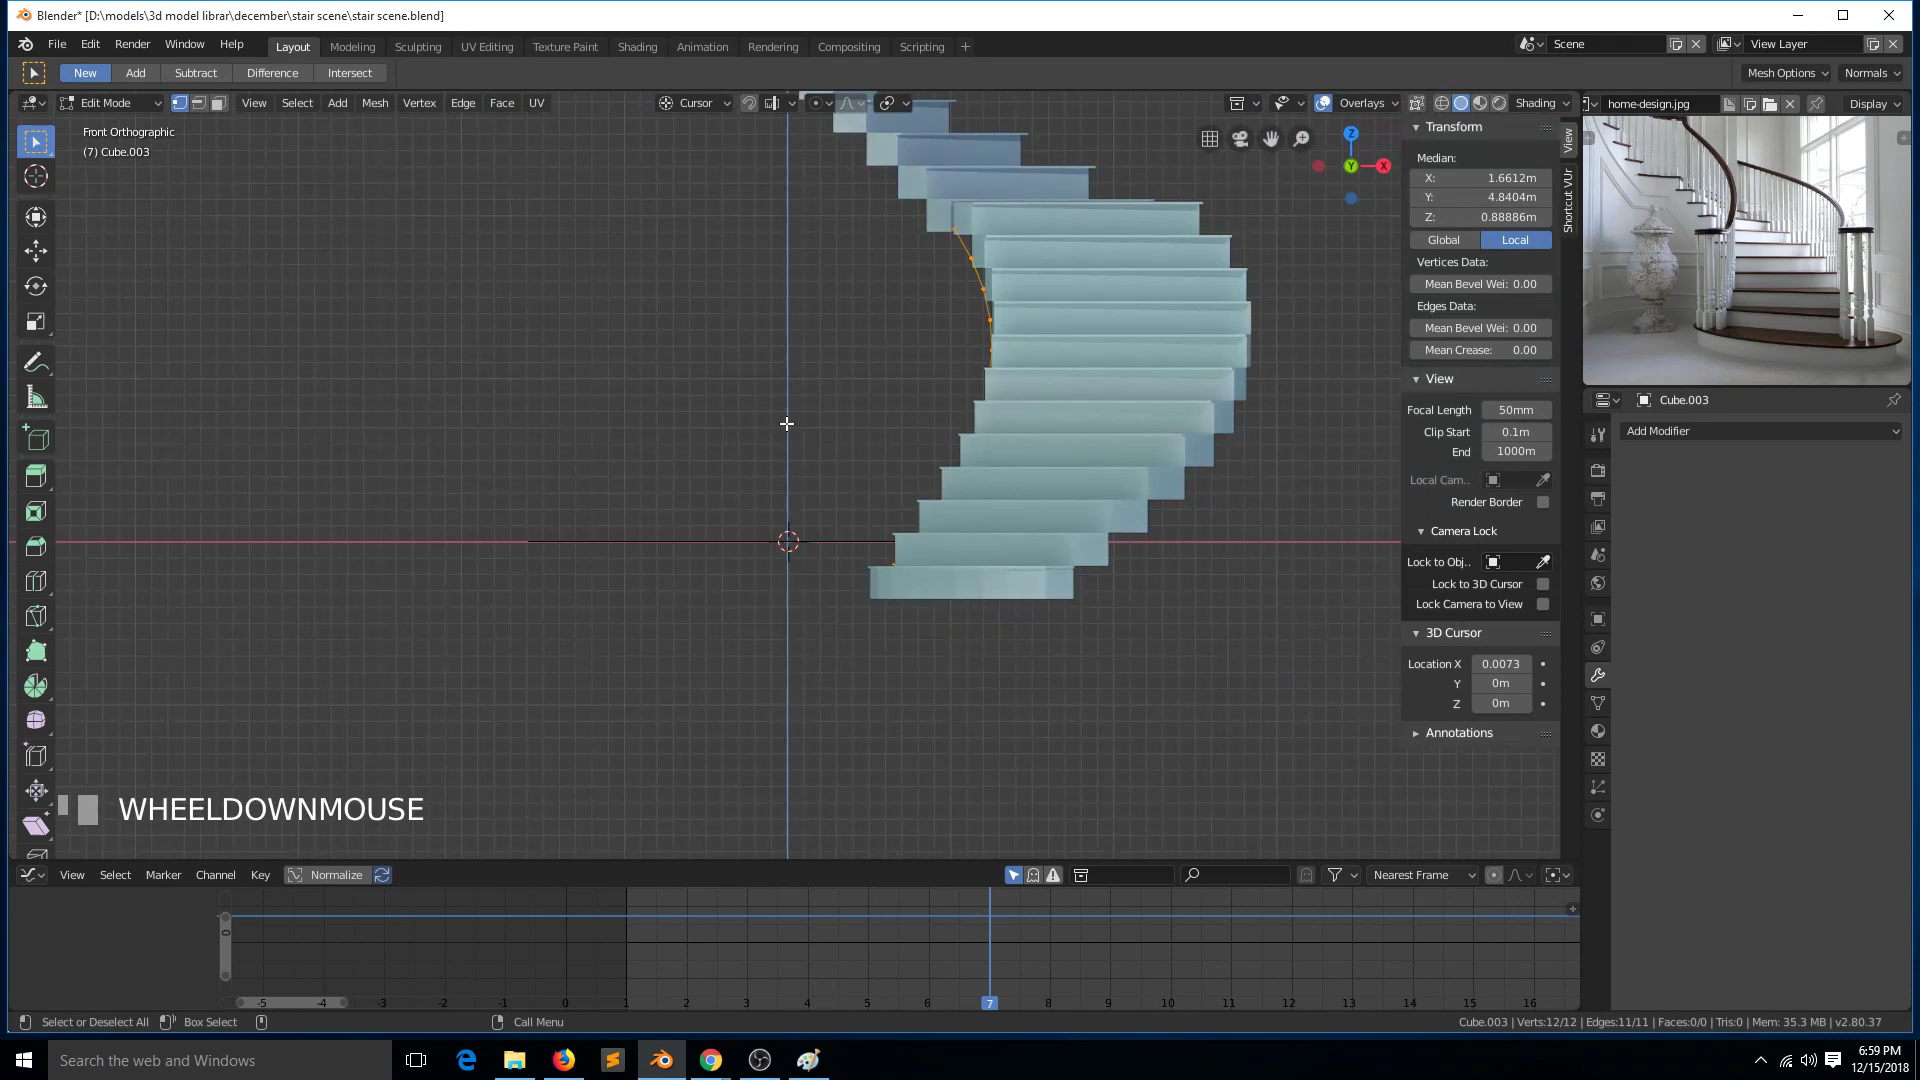 Blender* [D:\models\3d model librar\december\stair scene\stair scene.blend]
File Edit Render Window Help Layout Modeling Sculpting UV Editing Texture Paint Shading Animation Rendering Compositing Scripting + Scene View Layer
New Add Subtract Difference Intersect Mesh Options Normals
Edit Mode View Select Add Mesh Vertex Edge Face UV Cursor Overlays Shading home-design.jpg Display
Front Orthographic
(7) Cube.003
Z
Y
X
Transform
Median:
X: 1.6612m
Y: 4.8404m
Z: 0.88886m
Global Local
Vertices Data:
Mean Bevel Wei: 0.00
Edges Data:
Mean Bevel Wei: 0.00
Mean Crease: 0.00
View
Focal Length 50mm
Clip Start 0.1m
End 1000m
Local Cam..
Render Border
Camera Lock
Lock to Obj..
Lock to 3D Cursor
Lock Camera to View
3D Cursor
Location X 0.0073
Y 0m
Z 0m
Annotations
View
Shortcut VUr
Cube.003
Add Modifier
WHEELDOWNMOUSE
View Select Marker Channel Key Normalize Nearest Frame
0
-5 -4 -3 -2 -1 0 1 2 3 4 5 6 7 8 9 10 11 12 13 14 15 16
Select or Deselect All Box Select Call Menu Cube.003 | Verts:12/12 | Edges:11/11 | Faces:0/0 | Tris:0 | Mem: 35.3 MB | v2.80.37
Search the web and Windows
6:59 PM
12/15/2018